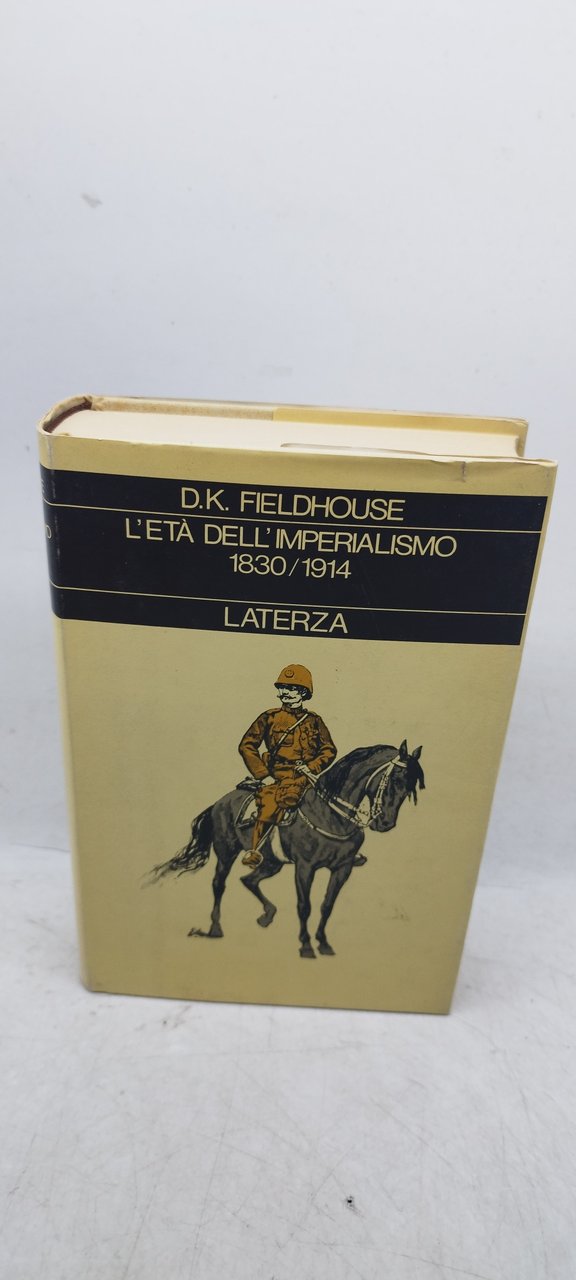 D.K. FIELDHOUSE
L'ETÀ DELL'IMPERIALISMO
1830/1914
LATERZA